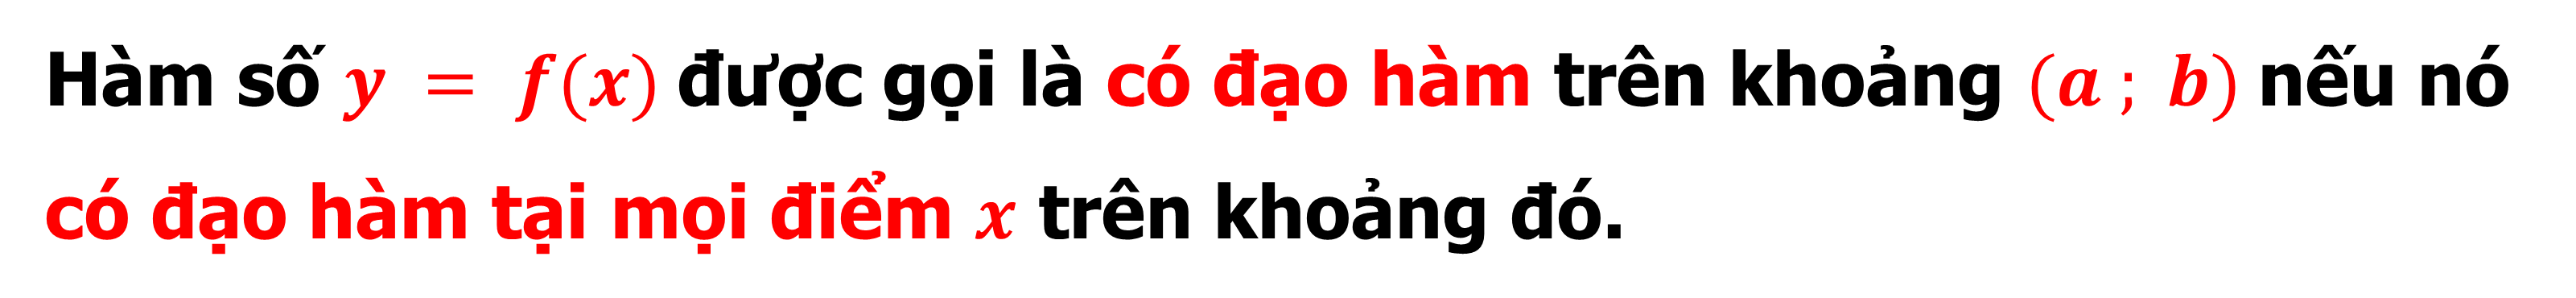 Hàm số y = f(x) được gọi là có đạo hàm trên khoảng (a ; b) nếu nó
có đạo hàm tại mọi điểm x trên khoảng đó.